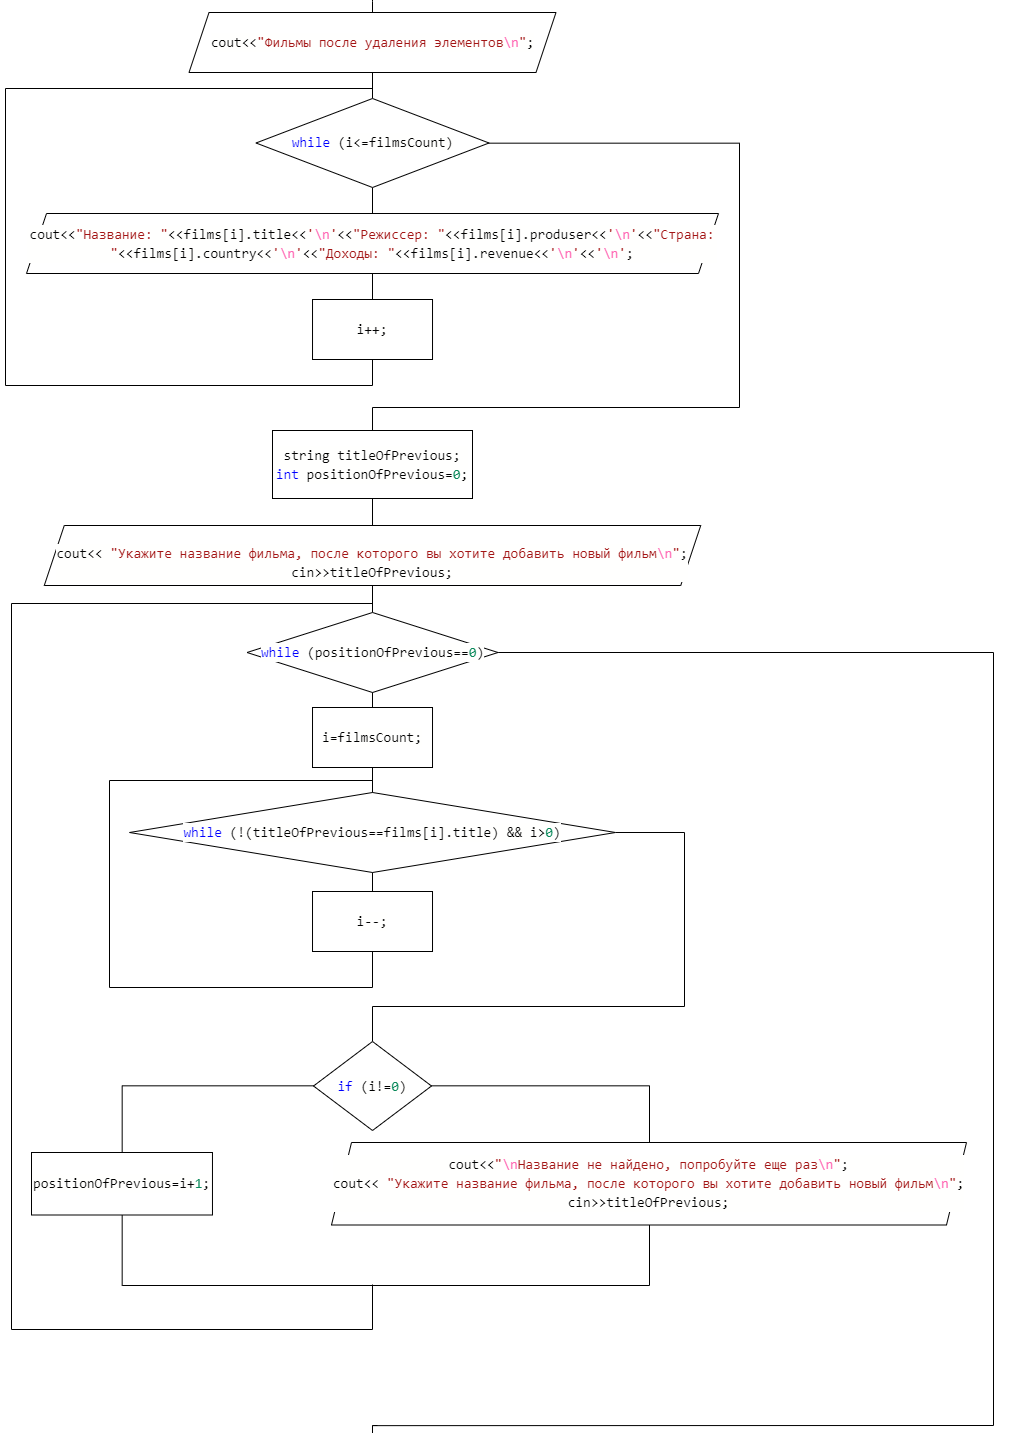 cout<<"Фильмы после удаления элементов\n";
while (i<=filmsCount)
cout<<"Название: "<<films[i].title<<'\n'<<"Режиссер: "<<films[i].produser<<'\n'<<"Страна:
"<<films[i].country<<'\n'<<"Доходы: "<<films[i].revenue<<'\n'<<'\n';
i++;
string titleOfPrevious;
int positionOfPrevious=0;
cout<< "Укажите название фильма, после которого вы хотите добавить новый фильм\n";
cin>>titleOfPrevious;
while (positionOfPrevious==0)
i=filmsCount;
while (!(titleOfPrevious==films[i].title) && i>0)
i--;
if (i!=0)
positionOfPrevious=i+1;
cout<<"\nНазвание не найдено, попробуйте еще раз\n";
cout<< "Укажите название фильма, после которого вы хотите добавить новый фильм\n";
cin>>titleOfPrevious;